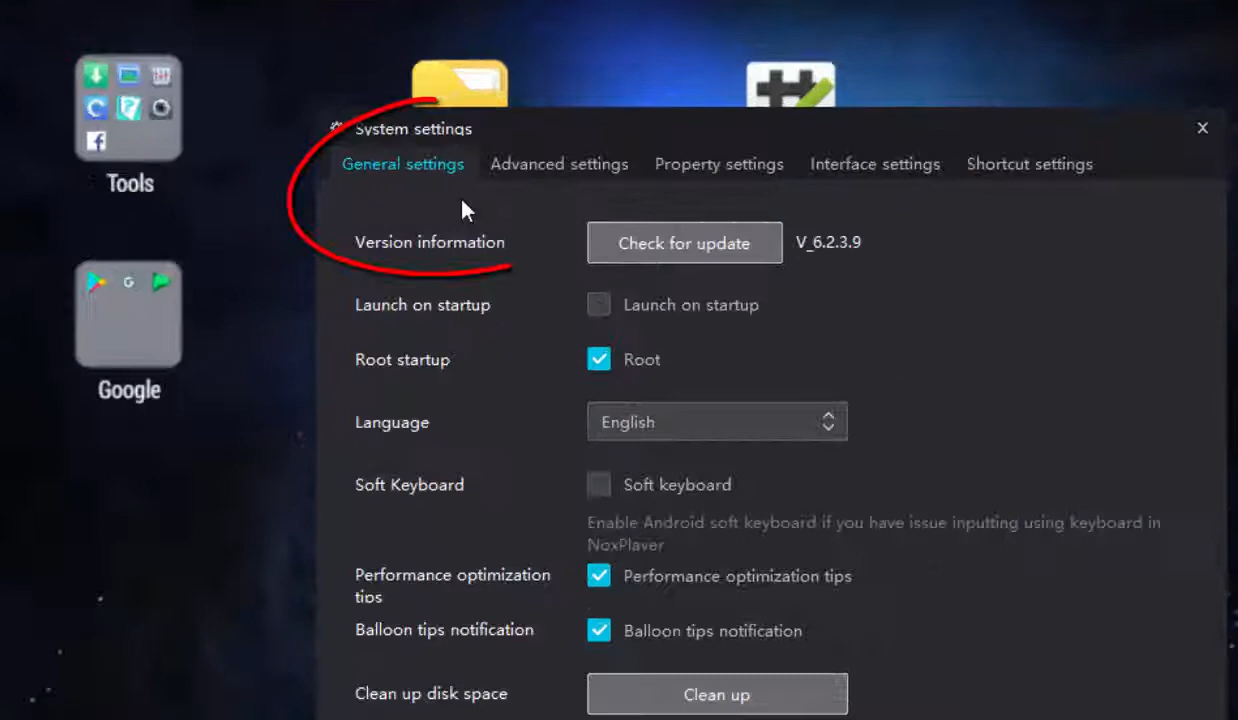 System settings
General settings Advanced settings Property settings Interface settings Shortcut settings
Tools
Version information Check for update V_6.2.3.9
Launch on startup Launch on startup
Root startup Root
Google
Language English
Soft Keyboard Soft keyboard
Enable Android soft keyboard if you have issue inputting using keyboard in
NoxPlayer
Performance optimization
tips
Performance optimization tips
Balloon tips notification Balloon tips notification
Clean up disk space Clean up